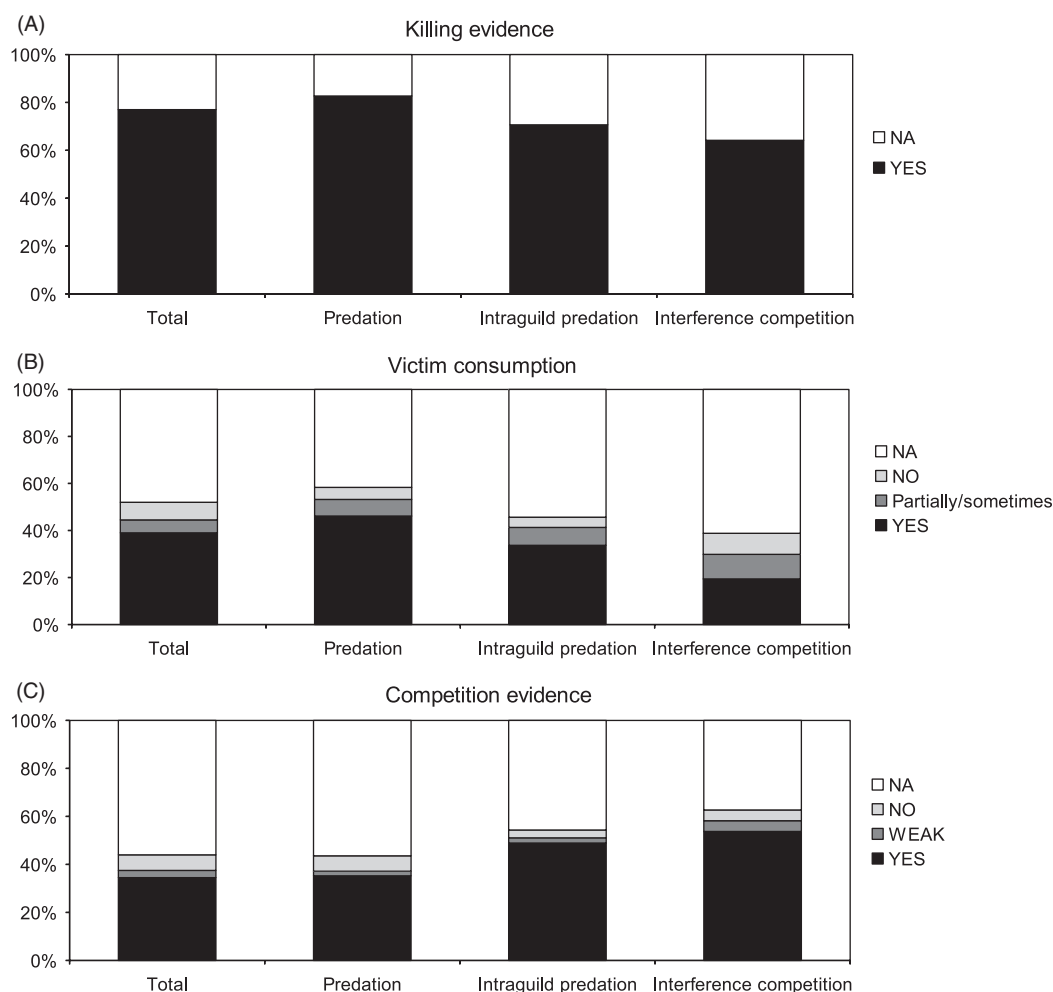 (A)
Killing evidence
100%
80%
60%
40%
20%
0%
NA
YES
Total Predation Intraguild predation Interference competition
(B)
Victim consumption
100%
80%
60%
40%
20%
0%
NA
NO
Partially/sometimes
YES
Total Predation Intraguild predation Interference competition
(C)
Competition evidence
100%
80%
60%
40%
20%
0%
NA
NO
WEAK
YES
Total Predation Intraguild predation Interference competition